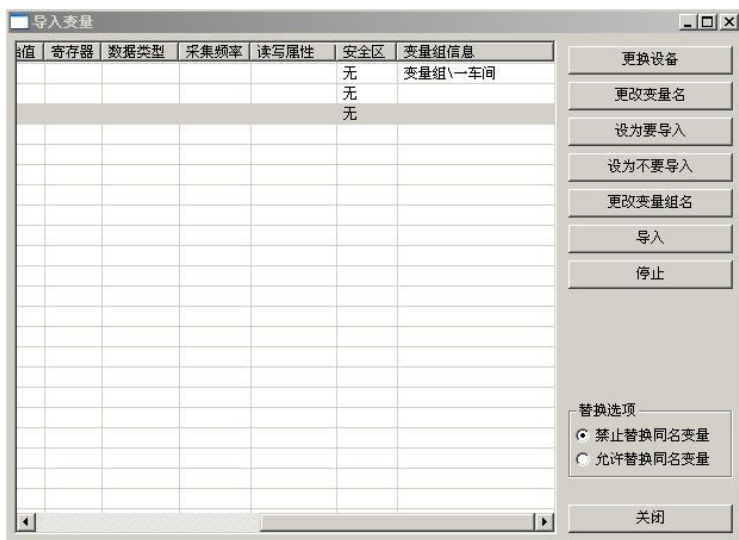 导入变量
始值 寄存器 数据类型 采集频率 读写属性 安全区 变量组信息
无 变量组\一车间
无
无
更换设备
更改变量名
设为要导入
设为不要导入
更改变量组名
导入
停止
替换选项
禁止替换同名变量
允许替换同名变量
关闭